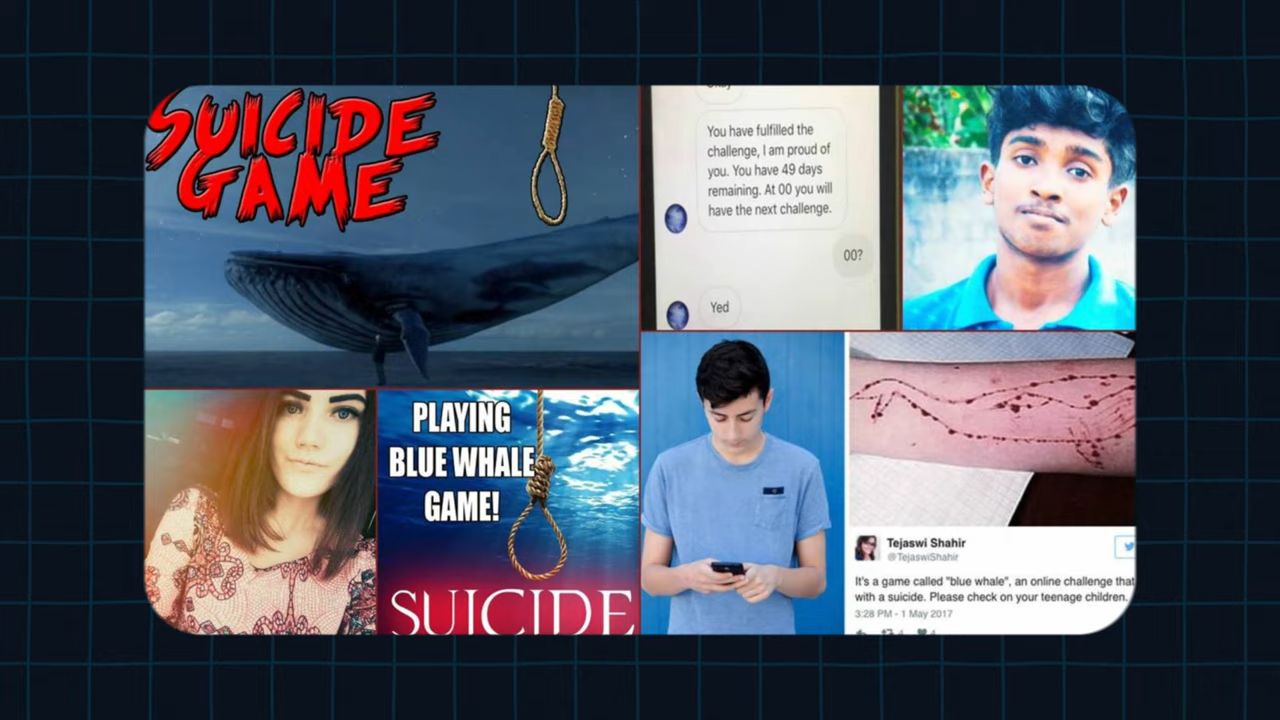 SUICIDE
GAME
You have fulfilled the
challenge, I am proud of
you. You have 49 days
remaining. At 00 you will
have the next challenge.
00?
Yed
PLAYING
BLUE WHALE
GAME!
SUICIDE
Tejaswi Shahir
@TejaswiShahir
It's a game called "blue whale", an online challenge that
with a suicide. Please check on your teenage children.
3:28 PM - 1 May 2017
4
4